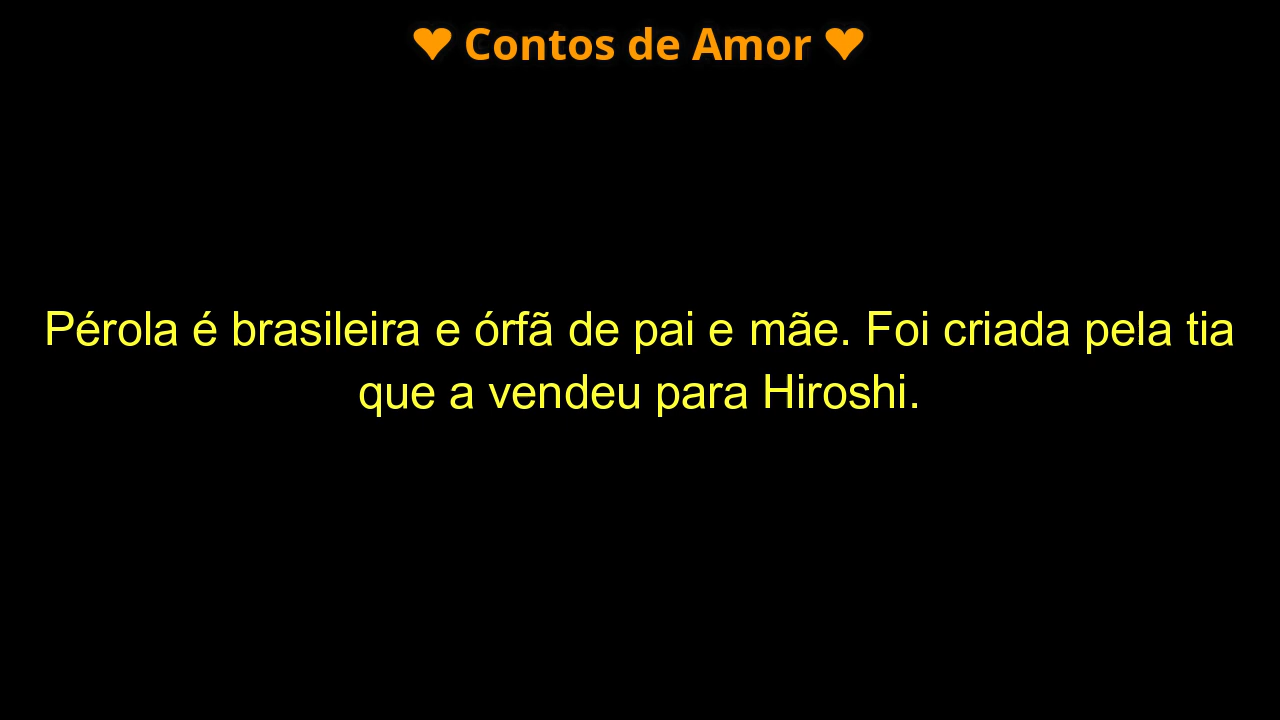 ❤ Contos de Amor ❤
Pérola é brasileira e órfã de pai e mãe. Foi criada pela tia
que a vendeu para Hiroshi.